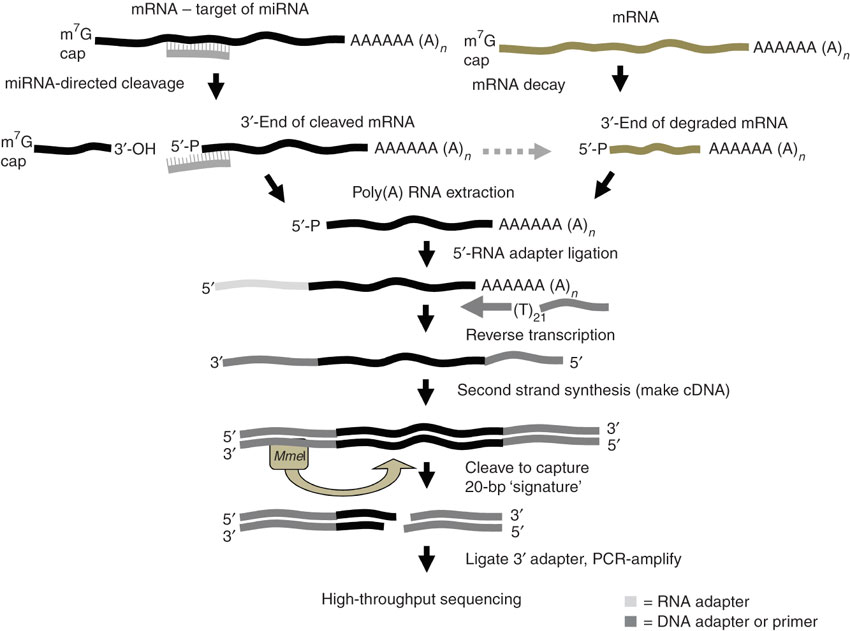 mRNA – target of miRNA
mRNA
m7G
cap
AAAAAA (A)n
m7G
cap
AAAAAA (A)n
miRNA-directed cleavage
mRNA decay
3′-End of cleaved mRNA
3′-End of degraded mRNA
m7G
cap
3′-OH
5′-P
AAAAAA (A)n
5′-P
AAAAAA (A)n
Poly(A) RNA extraction
5′-P
AAAAAA (A)n
5′-RNA adapter ligation
5′
AAAAAA (A)n
(T)21
Reverse transcription
3′
5′
Second strand synthesis (make cDNA)
5′
3′
3′
5′
MmeI
Cleave to capture
20-bp ‘signature’
5′
3′
3′
5′
Ligate 3′ adapter, PCR-amplify
High-throughput sequencing
= RNA adapter
= DNA adapter or primer